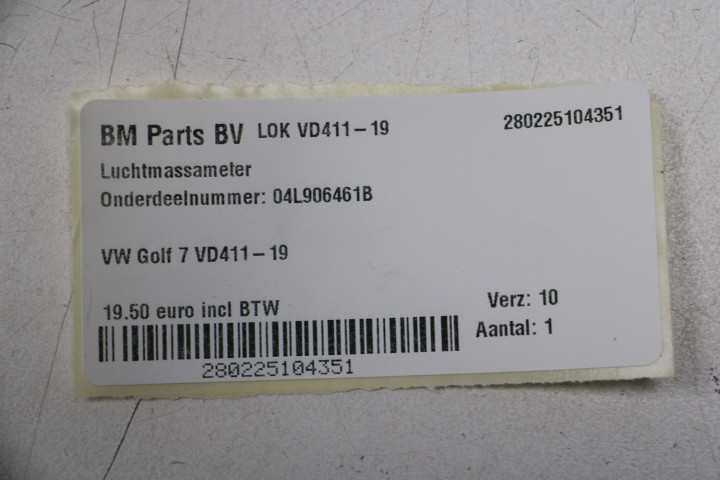 BM Parts BV LOK VD411-19 280225104351
Luchtmassameter
Onderdeelnummer: 04L906461B
VW Golf 7 VD411-19
19.50 euro incl BTW Verz: 10
Aantal: 1
280225104351